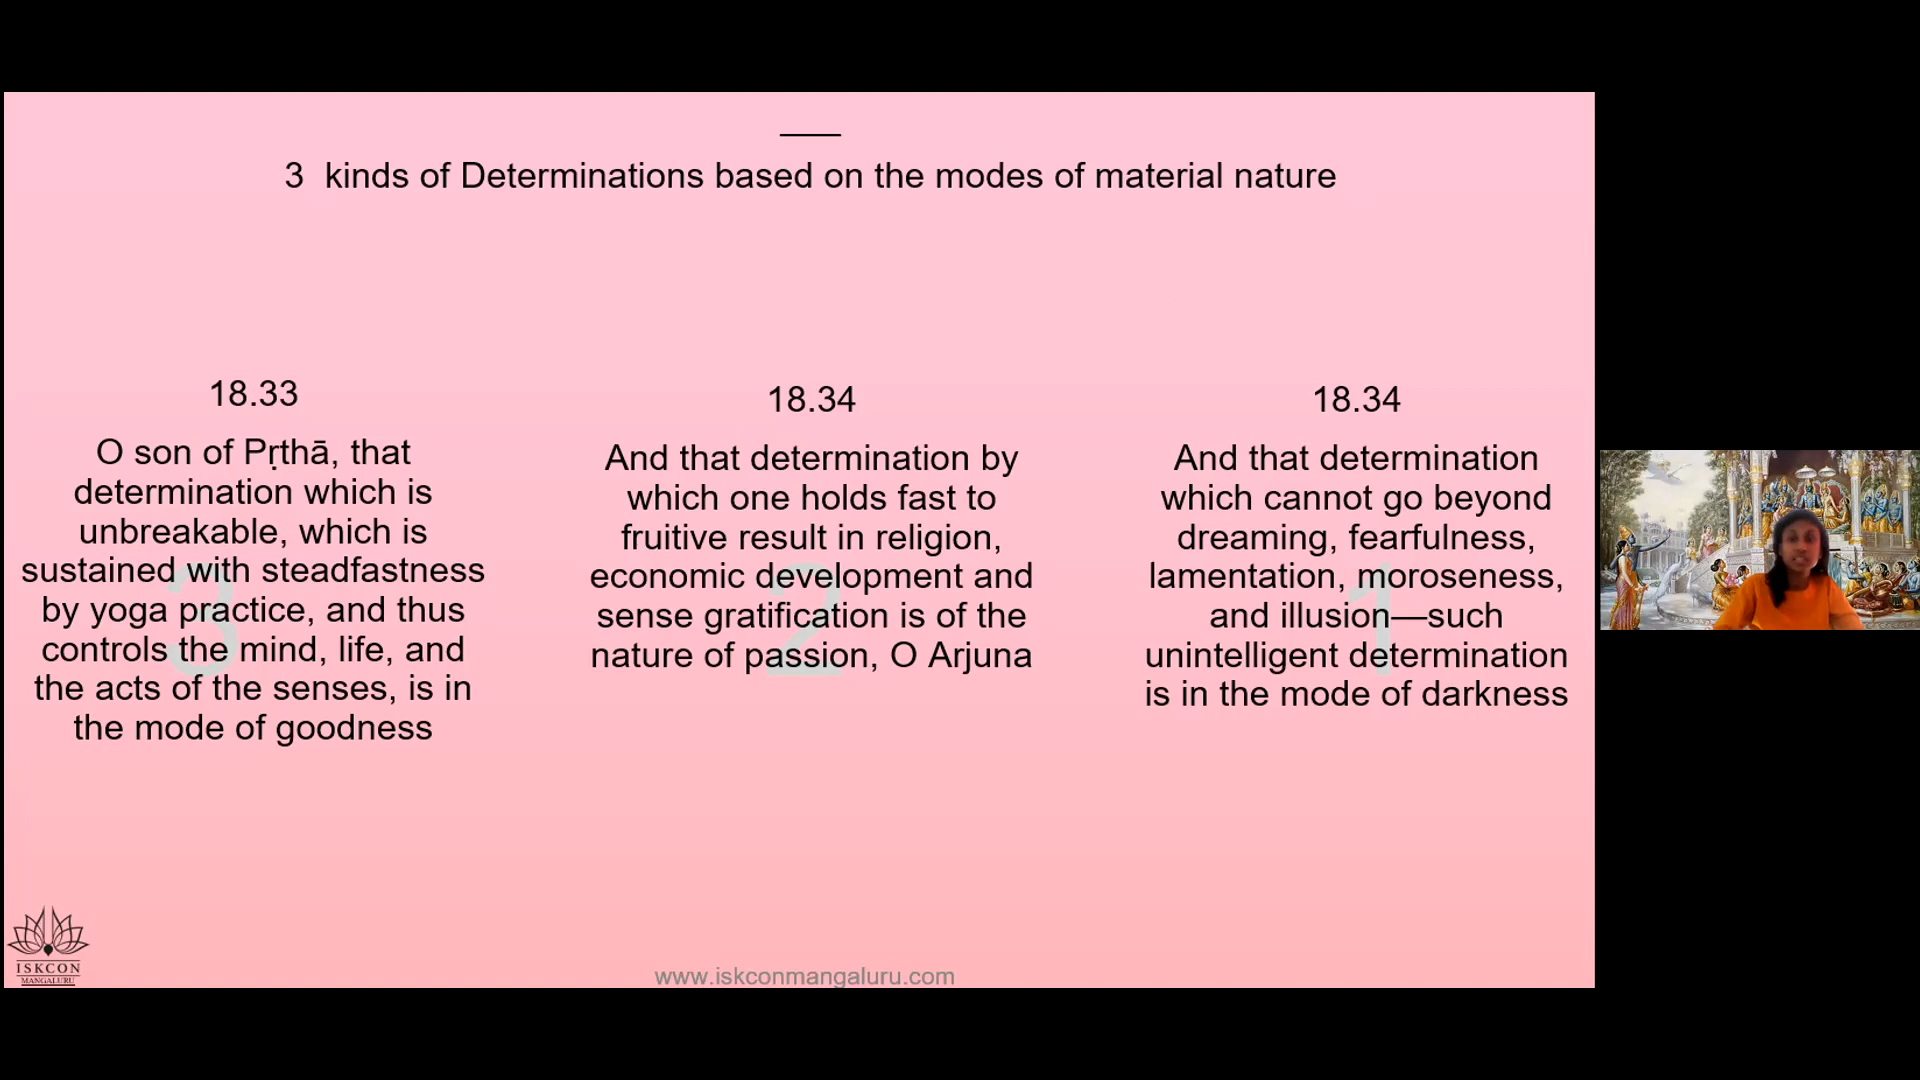 3 kinds of Determinations based on the modes of material nature
18.33
O son of Pṛthā, that
determination which is
unbreakable, which is
sustained with steadfastness
by yoga practice, and thus
controls the mind, life, and
the acts of the senses, is in
the mode of goodness
3
18.34
And that determination by
which one holds fast to
fruitive result in religion,
economic development and
sense gratification is of the
nature of passion, O Arjuna
2
18.34
And that determination
which cannot go beyond
dreaming, fearfulness,
lamentation, moroseness,
and illusion—such
unintelligent determination
is in the mode of darkness
1
ISKCON
MANGALURU
www.iskconmangaluru.com